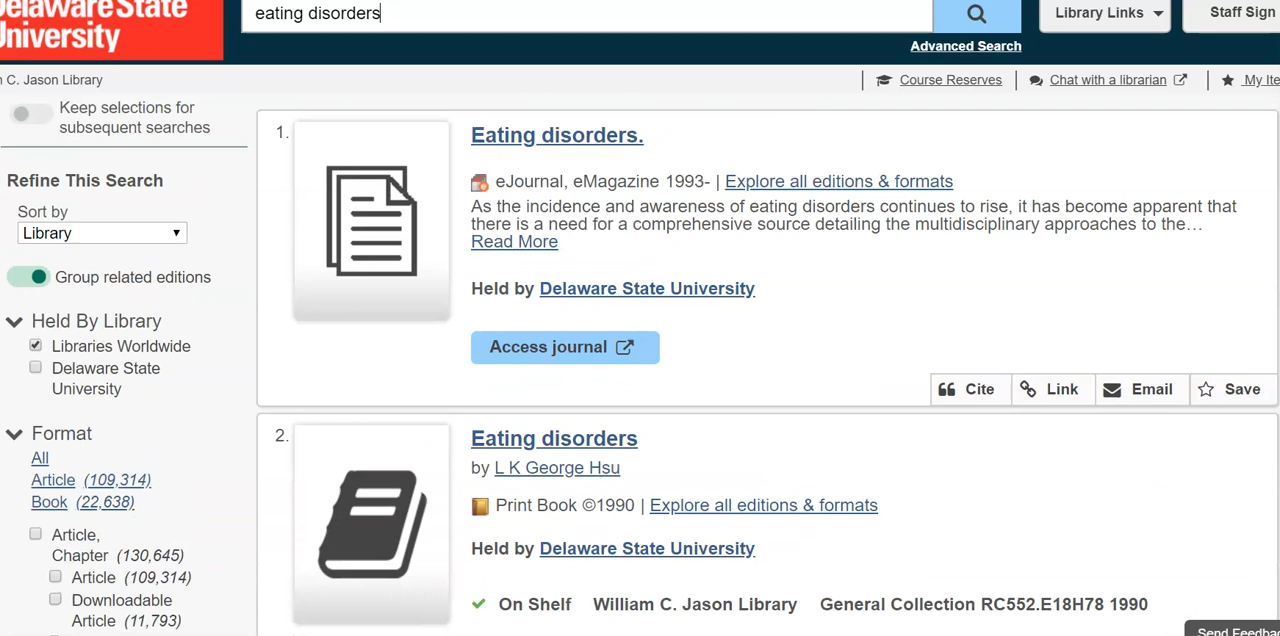 Delaware State
University
eating disorders
Library Links
Staff Sign
Advanced Search
C. Jason Library
Course Reserves
Chat with a librarian
My Ite
Keep selections for
subsequent searches
Refine This Search
Sort by
Library
Group related editions
Held By Library
Libraries Worldwide
Delaware State
University
Format
All
Article (109,314)
Book (22,638)
Article,
Chapter (130,645)
Article (109,314)
Downloadable
Article (11,793)
1.
Eating disorders.
eJournal, eMagazine 1993- | Explore all editions & formats
As the incidence and awareness of eating disorders continues to rise, it has become apparent that
there is a need for a comprehensive source detailing the multidisciplinary approaches to the…
Read More
Held by Delaware State University
Access journal
Cite
Link
Email
Save
2.
Eating disorders
by L K George Hsu
Print Book ©1990 | Explore all editions & formats
Held by Delaware State University
On Shelf William C. Jason Library General Collection RC552.E18H78 1990
Send Feedba